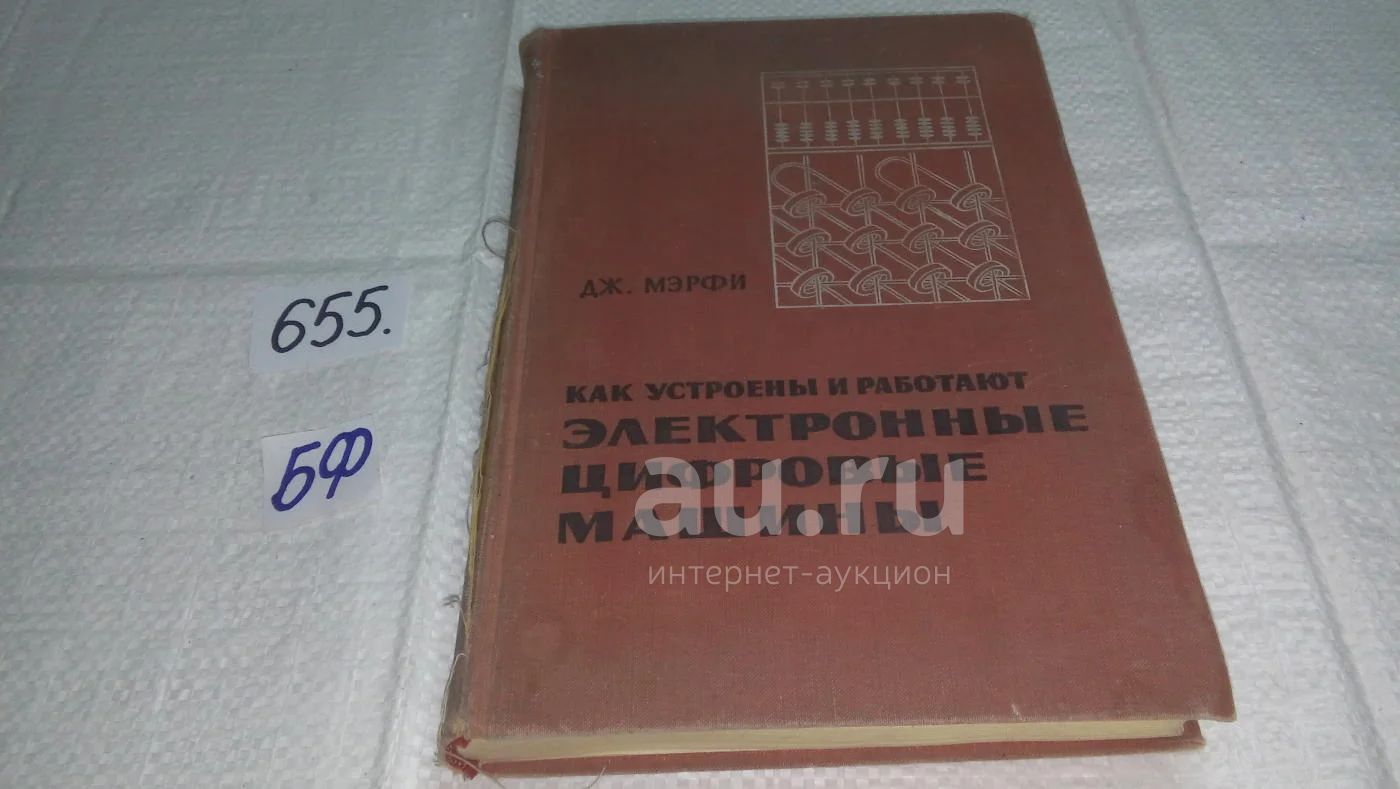 655.
БФ
ДЖ. МЭРФИ
КАК УСТРОЕНЫ И РАБОТАЮТ
ЭЛЕКТРОННЫЕ
ЦИФРОВЫЕ
МАШИНЫ
au.ru
интернет-аукцион